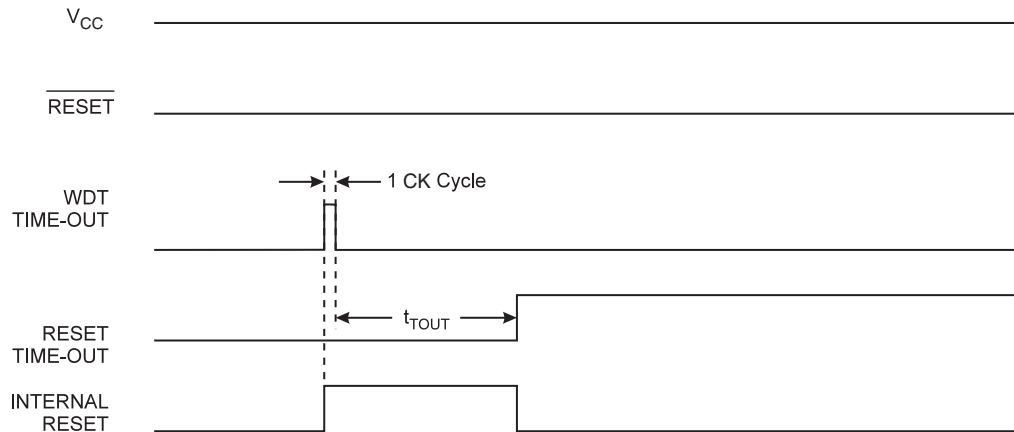 VCC
RESET
1 CK Cycle
WDT
TIME-OUT
tTOUT
RESET
TIME-OUT
INTERNAL
RESET